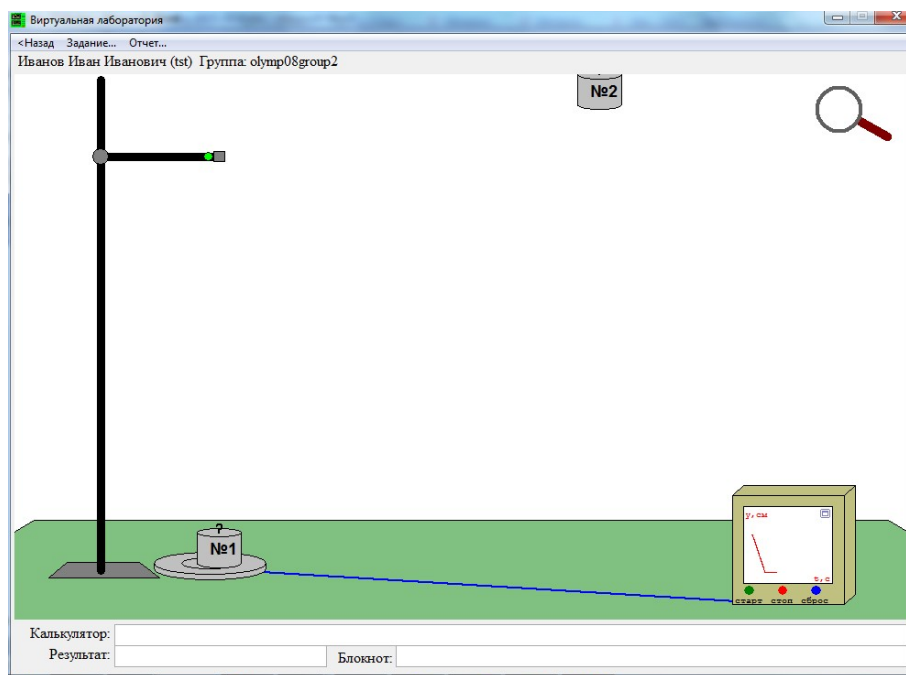 Виртуальная лаборатория
<Назад Задание... Отчет...
Иванов Иван Иванович (tst) Группа: olymp08group2
№2
№1
y,см
t,с
старт стоп сброс
Калькулятор:
Результат: Блокнот: